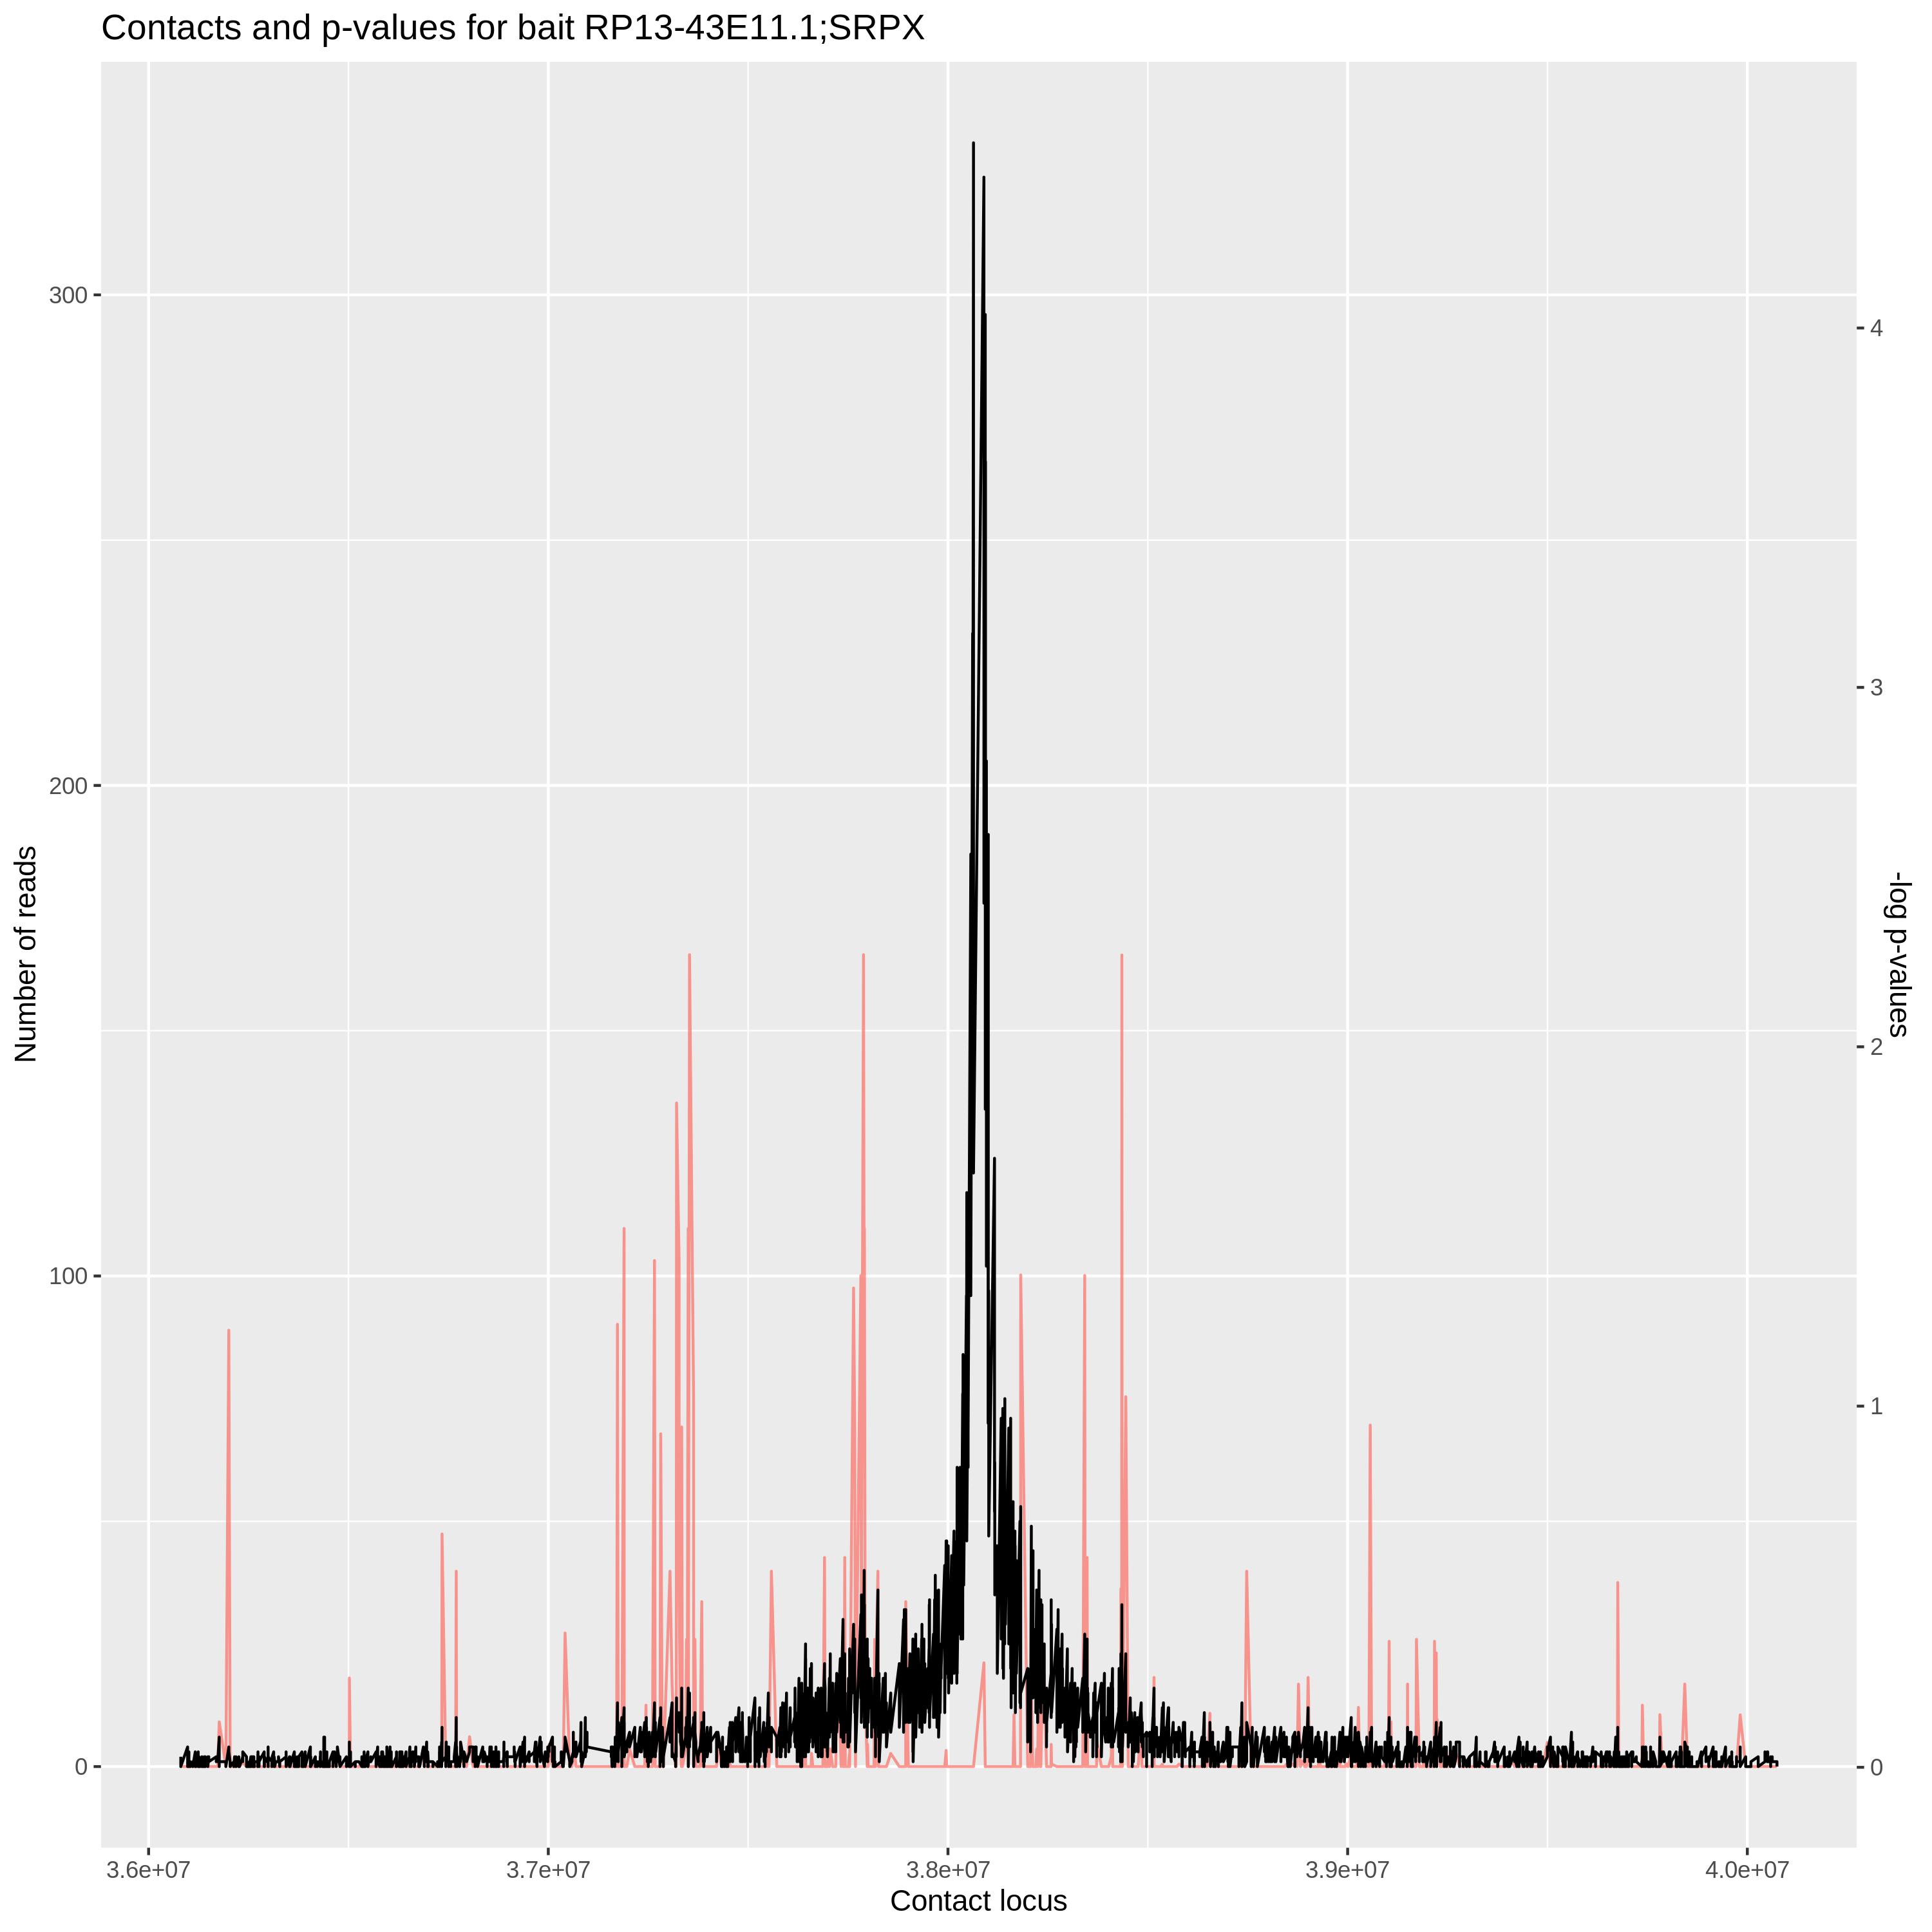 Contacts and p-values for bait RP13-43E11.1;SRPX
Number of reads
300
200
100
0
4
3
2
1
0
-log p-values
3.6e+07 3.7e+07 3.8e+07 3.9e+07 4.0e+07
Contact locus